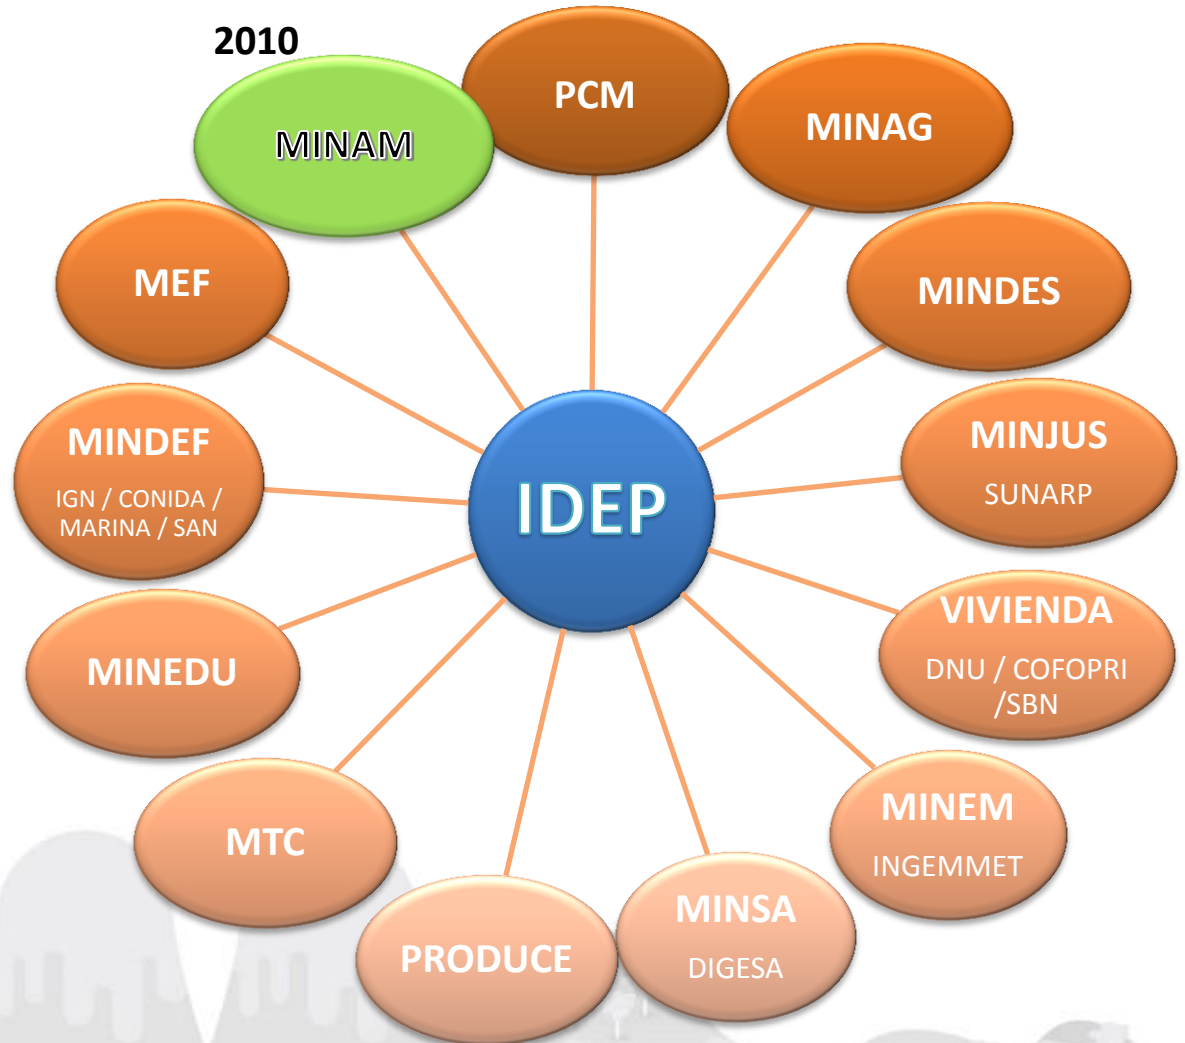 2010
MINAM
PCM
MINAG
MINDES
MINJUS
SUNARP
VIVIENDA
DNU / COFOPRI
/SBN
MINEM
INGEMMET
MINSA
DIGESA
PRODUCE
MTC
MINEDU
MINDEF
IGN / CONIDA /
MARINA / SAN
MEF
IDEP